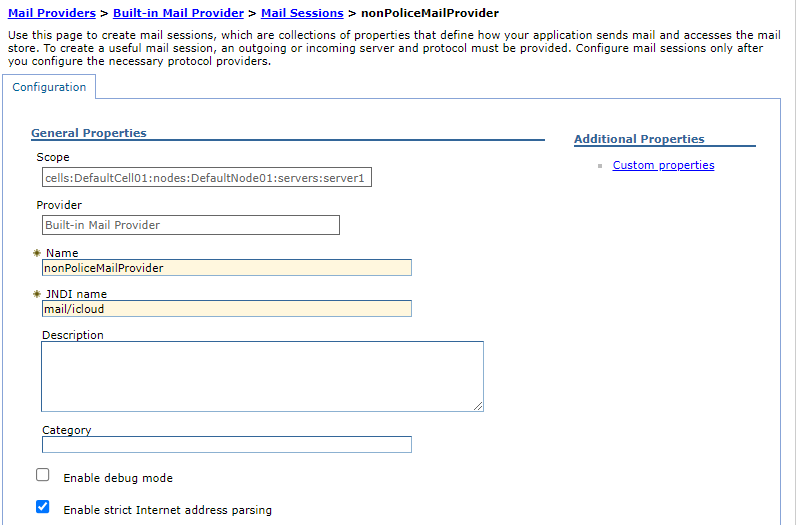 Mail Providers > Built-in Mail Provider > Mail Sessions > nonPoliceMailProvider
Use this page to create mail sessions, which are collections of properties that define how your application sends mail and accesses the mail
store. To create a useful mail session, an outgoing or incoming server and protocol must be provided. Configure mail sessions only after
you configure the necessary protocol providers.
Configuration
General Properties
Scope
cells:DefaultCell01:nodes:DefaultNode01:servers:server1
Provider
Built-in Mail Provider
Name
nonPoliceMailProvider
JNDI name
mail/icloud
Description
Category
Enable debug mode
Enable strict Internet address parsing
Additional Properties
Custom properties